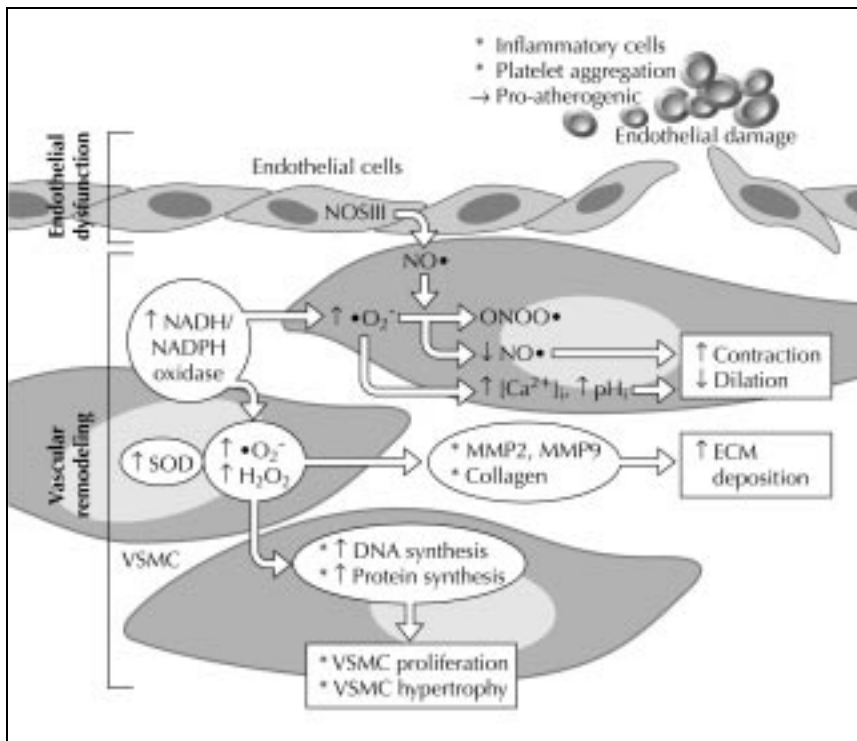 * Inflammatory cells
* Platelet aggregation
→ Pro-atherogenic
Endothelial damage
Endothelial
dysfunction
Endothelial cells
NOSIII
NO•
↑ NADH/
NADPH
oxidase
↑ •O₂⁻
ONOO•
↓ NO•
↑ [Ca²⁺]ᵢ, ↑ pHᵢ
↑ Contraction
↓ Dilation
Vascular
remodeling
↑ SOD
↑ •O₂⁻
↑ H₂O₂
* MMP2, MMP9
* Collagen
↑ ECM
deposition
VSMC
* ↑ DNA synthesis
* ↑ Protein synthesis
* VSMC proliferation
* VSMC hypertrophy